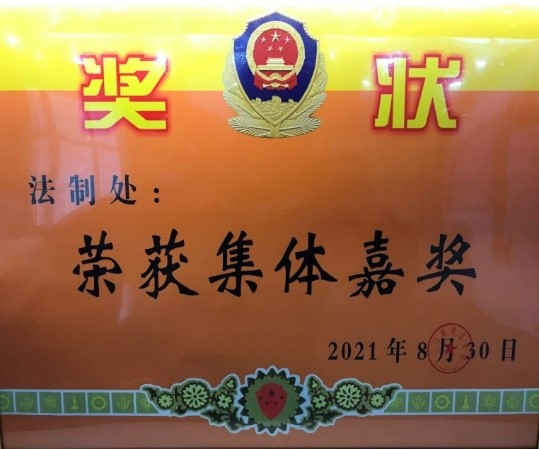 奖状
法制处：
荣获集体嘉奖
2021年8月30日